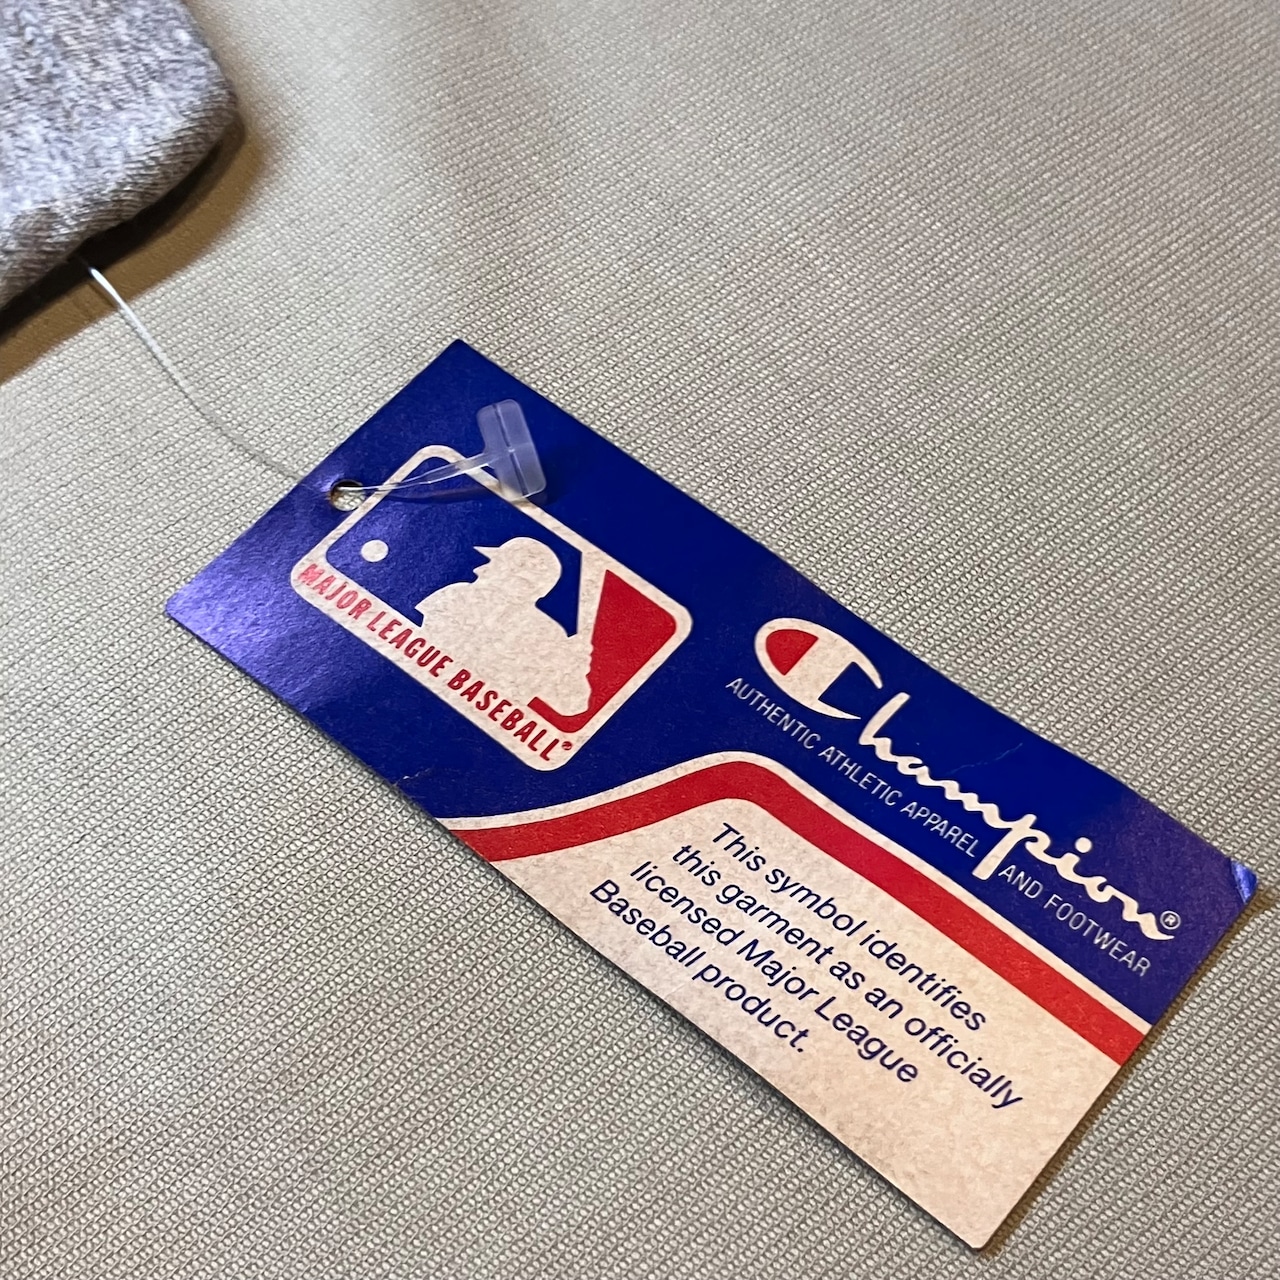 MAJOR LEAGUE BASEBALL®
Champion®
AUTHENTIC ATHLETIC APPAREL AND FOOTWEAR
This symbol identifies
this garment as an officially
licensed Major League
Baseball product.